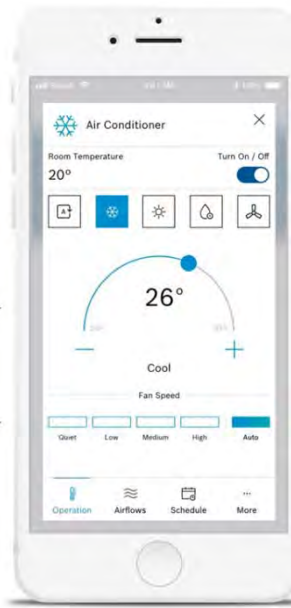 Air Conditioner
Room Temperature
Turn On / Off
20°
26°
Cool
Fan Speed
Quiet
Low
Medium
High
Auto
Operation
Airflows
Schedule
More